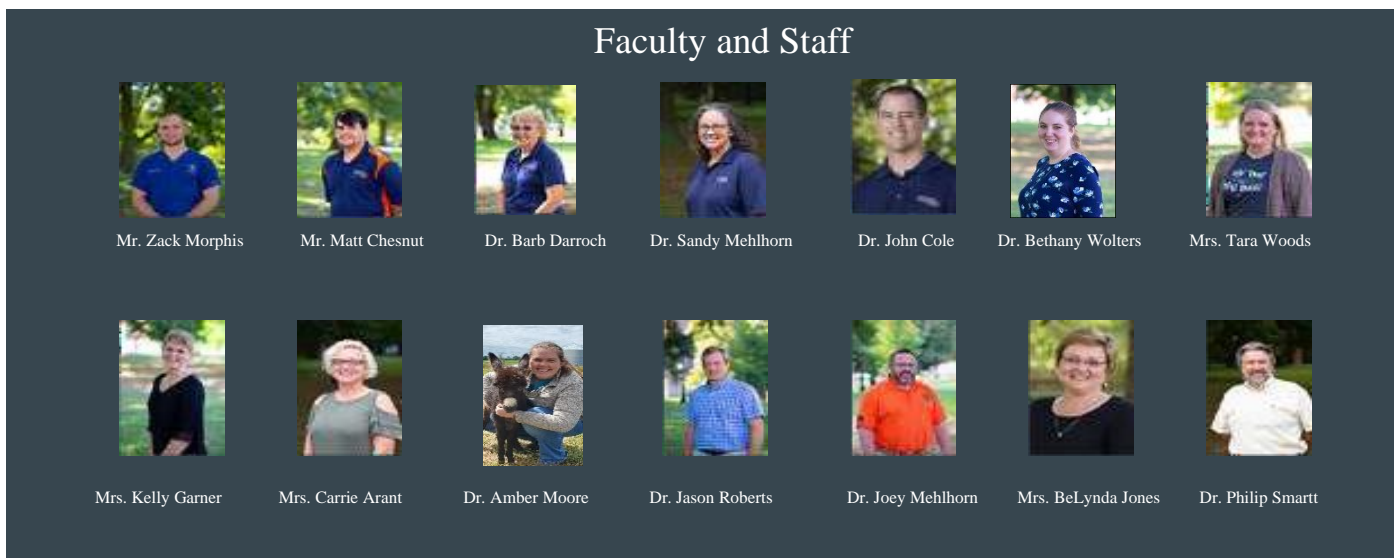 Faculty and Staff
Mr. Zack Morphis
Mr. Matt Chesnut
Dr. Barb Darroch
Dr. Sandy Mehlhorn
Dr. John Cole
Dr. Bethany Wolters
Mrs. Tara Woods
Mrs. Kelly Garner
Mrs. Carrie Arant
Dr. Amber Moore
Dr. Jason Roberts
Dr. Joey Mehlhorn
Mrs. BeLynda Jones
Dr. Philip Smartt